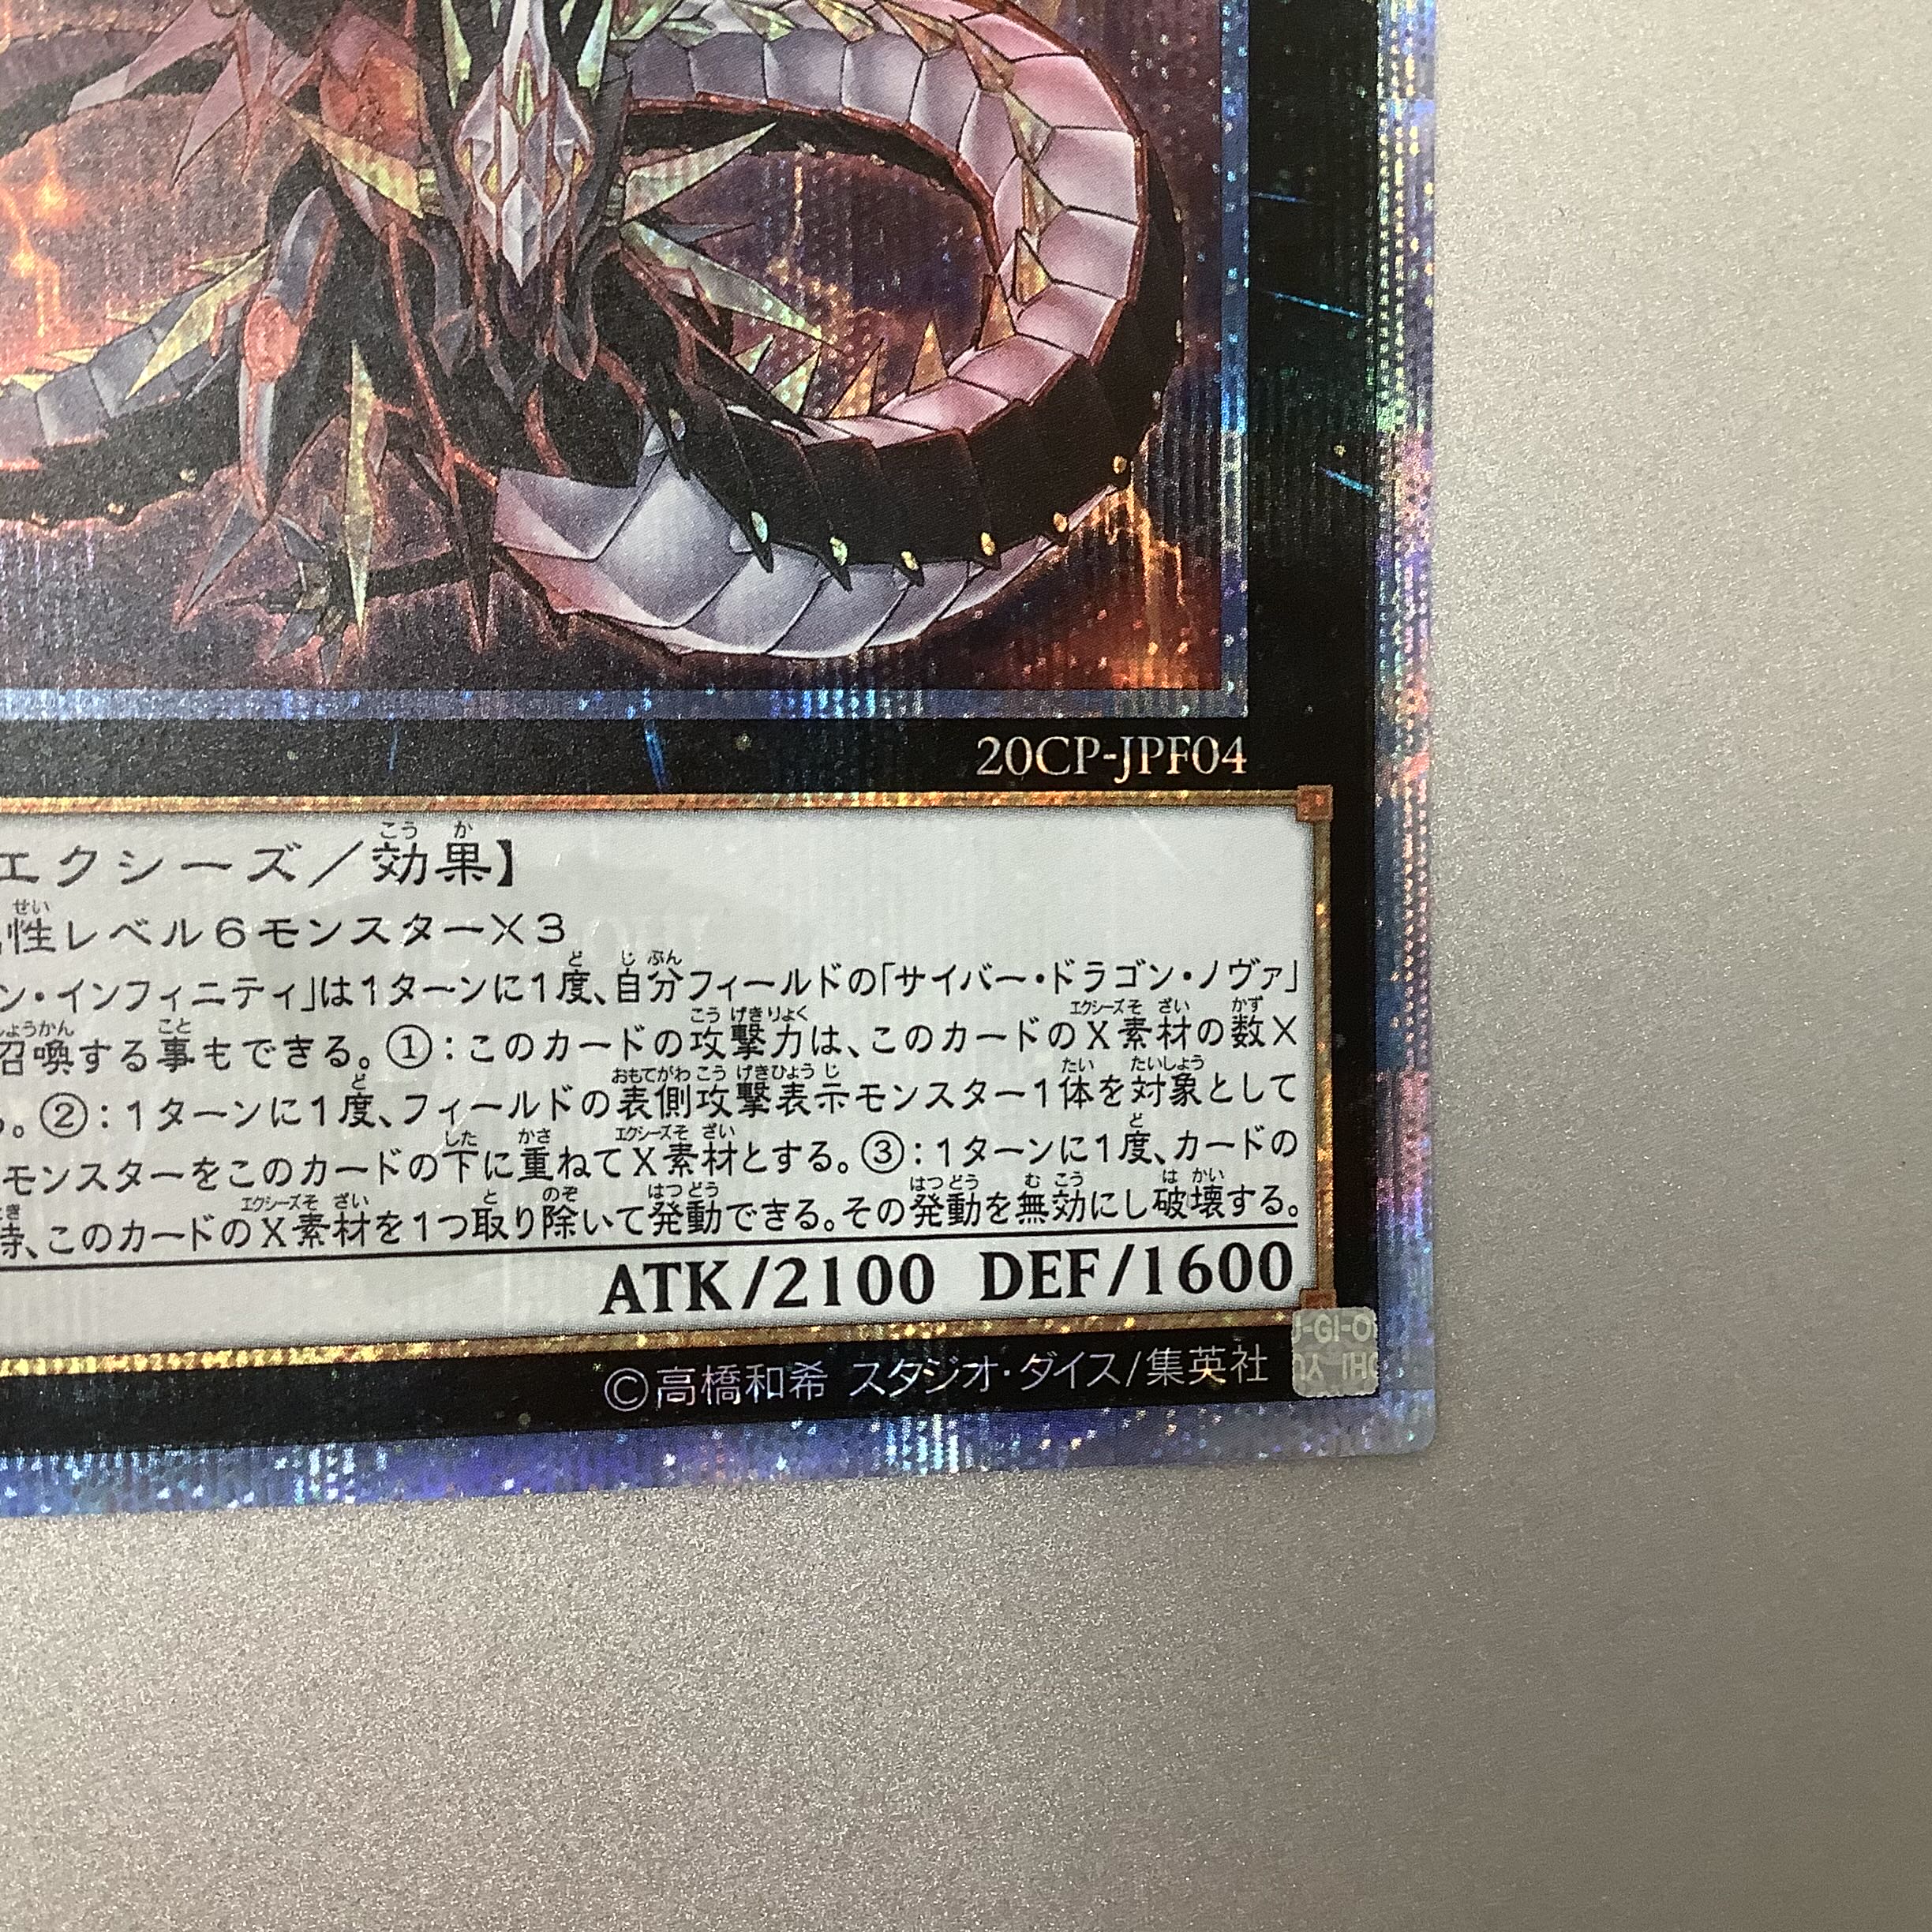 20CP-JPF04
エクシーズ／効果】
性レベル6モンスター×3
ン・インフィニティ」は1ターンに1度、自分フィールドの「サイバー・ドラゴン・ノヴァ」
召喚する事もできる。①：このカードの攻撃力は、このカードのX素材の数×
。②：1ターンに1度、フィールドの表側攻撃表示モンスター1体を対象として
モンスターをこのカードの下に重ねてX素材とする。③：1ターンに1度、カードの
時、このカードのX素材を1つ取り除いて発動できる。その発動を無効にし破壊する。
ATK/2100 DEF/1600
©高橋和希 スタジオ・ダイス/集英社